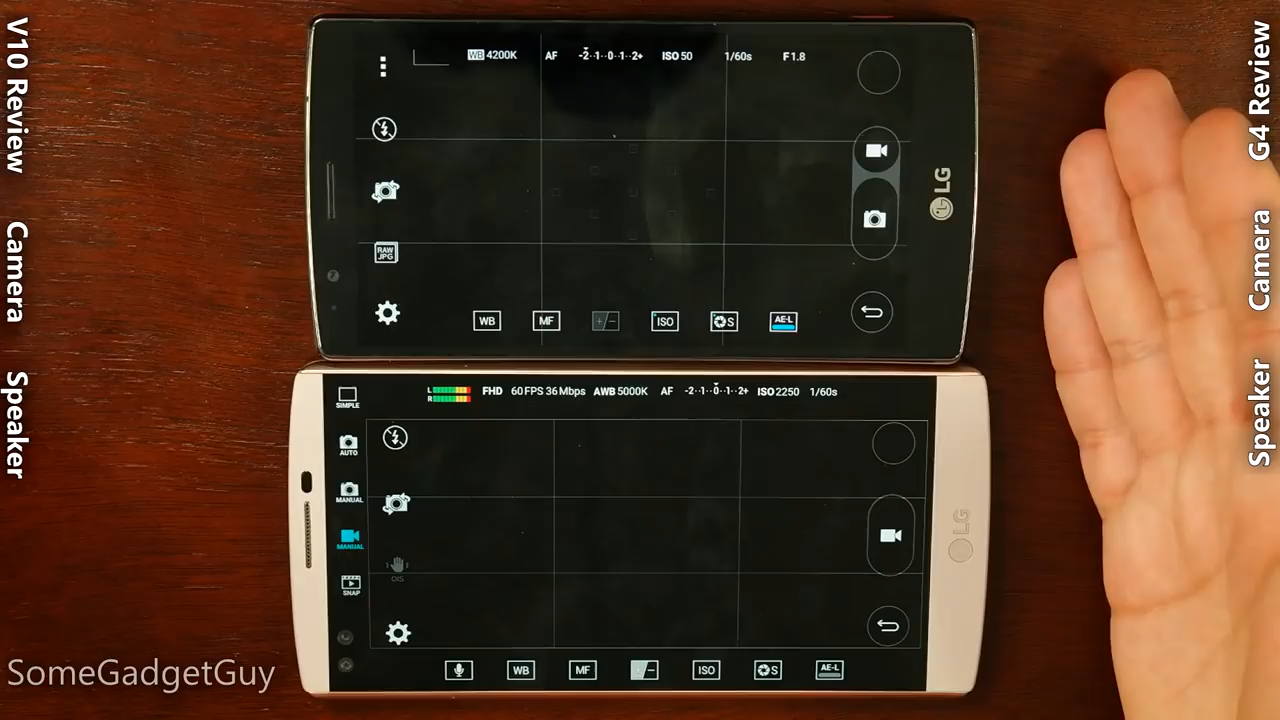 V10 Review
Camera
Speaker
G4 Review
Camera
Speaker
WB 4200K AF -2··1··0··1··2+ ISO 50 1/60s F 1.8
RAW
JPG
LG
WB MF +/- ISO S AE-L
L
R
FHD 60 FPS 36 Mbps AWB 5000K AF -2··1··0··1··2+ ISO 2250 1/60s
SIMPLE
AUTO
MANUAL
MANUAL
SNAP
OIS
LG
WB MF +/- ISO S AE-L
SomeGadgetGuy